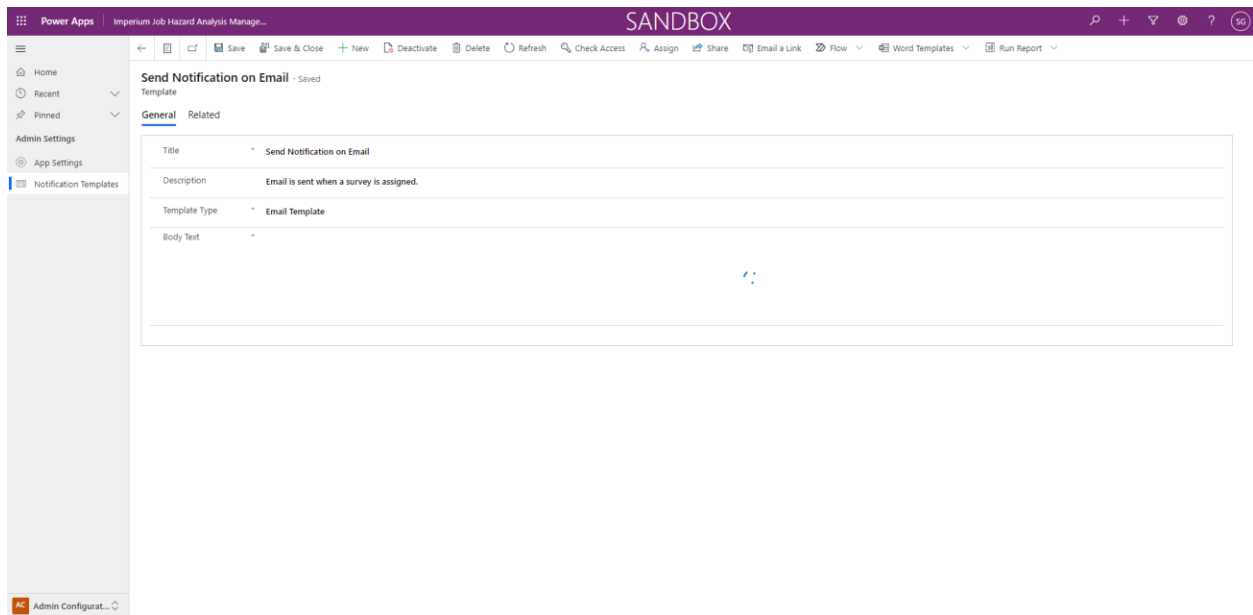 Power Apps Imperium Job Hazard Analysis Manage... SANDBOX ? SG
Save Save & Close New Deactivate Delete Refresh Check Access Assign Share Email a Link Flow Word Templates Run Report
Home
Recent
Pinned
Admin Settings
App Settings
Notification Templates
Send Notification on Email - Saved
Template
General Related
Title * Send Notification on Email
Description Email is sent when a survey is assigned.
Template Type * Email Template
Body Text *
AC Admin Configurat...